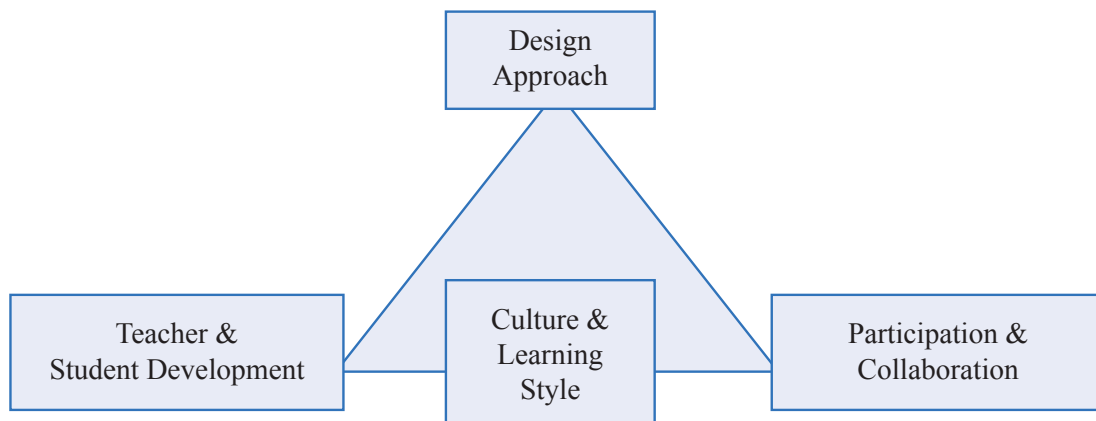 Design
Approach
Teacher &
Student Development
Culture &
Learning
Style
Participation &
Collaboration